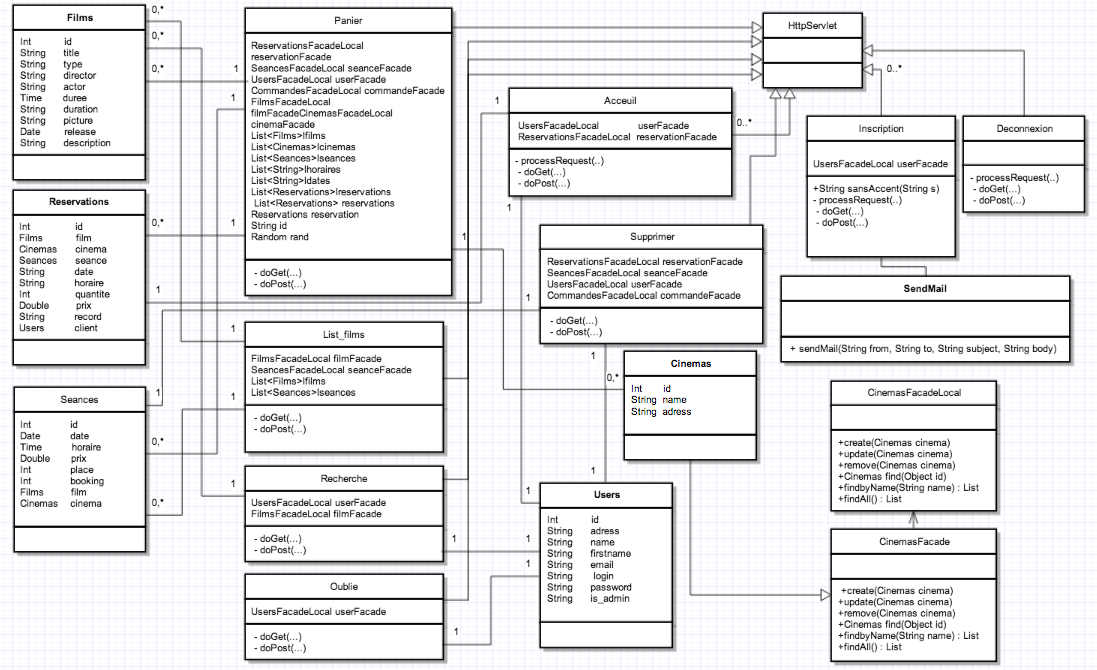 Films
Int id
String title
String type
String director
String actor
Time duree
String duration
String picture
Date release
String description
0,*
0,*
0,*
Reservations
Int id
Films film
Cinemas cinema
Seances seance
String date
String horaire
Int quantite
Double prix
String record
Users client
0,*
1
Seances
Int id
Date date
Time horaire
Double prix
Int place
Int booking
Films film
Cinemas cinema
1
0,*
0,*
Panier
ReservationsFacadeLocal
reservationFacade
SeancesFacadeLocal seanceFacade
UsersFacadeLocal userFacade
CommandesFacadeLocal commandeFacade
FilmsFacadeLocal
filmFacadeCinemasFacadeLocal
cinemaFacade
List<Films>lfilms
List<Cinemas>lcinemas
List<Seances>lseances
List<String>lhoraires
List<String>ldates
List<Reservations>lreservations
List<Reservations> reservations
Reservations reservation
String id
Random rand
- doGet(...)
- doPost(...)
1
1
1
1
List_films
FilmsFacadeLocal filmFacade
SeancesFacadeLocal seanceFacade
List<Films>lfilms
List<Seances>lseances
- doGet(...)
- doPost(...)
1
1
Recherche
UsersFacadeLocal userFacade
FilmsFacadeLocal filmFacade
- doGet(...)
- doPost(...)
1
1
Oublie
UsersFacadeLocal userFacade
- doGet(...)
- doPost(...)
1
HttpServlet
Acceuil
UsersFacadeLocal userFacade
ReservationsFacadeLocal reservationFacade
- processRequest(..)
- doGet(...)
- doPost(...)
1
0..*
1
Supprimer
ReservationsFacadeLocal reservationFacade
SeancesFacadeLocal seanceFacade
UsersFacadeLocal userFacade
CommandesFacadeLocal commandeFacade
- doGet(...)
- doPost(...)
1
1
Cinemas
Int id
String name
String adress
0,*
Users
Int id
String adress
String name
String firstname
String email
String login
String password
String is_admin
1
1
1
1
0..*
Inscription
UsersFacadeLocal userFacade
+String sansAccent(String s)
- processRequest(..)
- doGet(...)
- doPost(...)
Deconnexion
- processRequest(...)
- doGet(...)
- doPost(...)
SendMail
+ sendMail(String from, String to, String subject, String body)
CinemasFacadeLocal
+create(Cinemas cinema)
+update(Cinemas cinema)
+remove(Cinemas cinema)
+Cinemas find(Object id)
+findbyName(String name) : List
+findAll() : List
CinemasFacade
+create(Cinemas cinema)
+update(Cinemas cinema)
+remove(Cinemas cinema)
+Cinemas find(Object id)
+findbyName(String name) : List
+findAll() : List